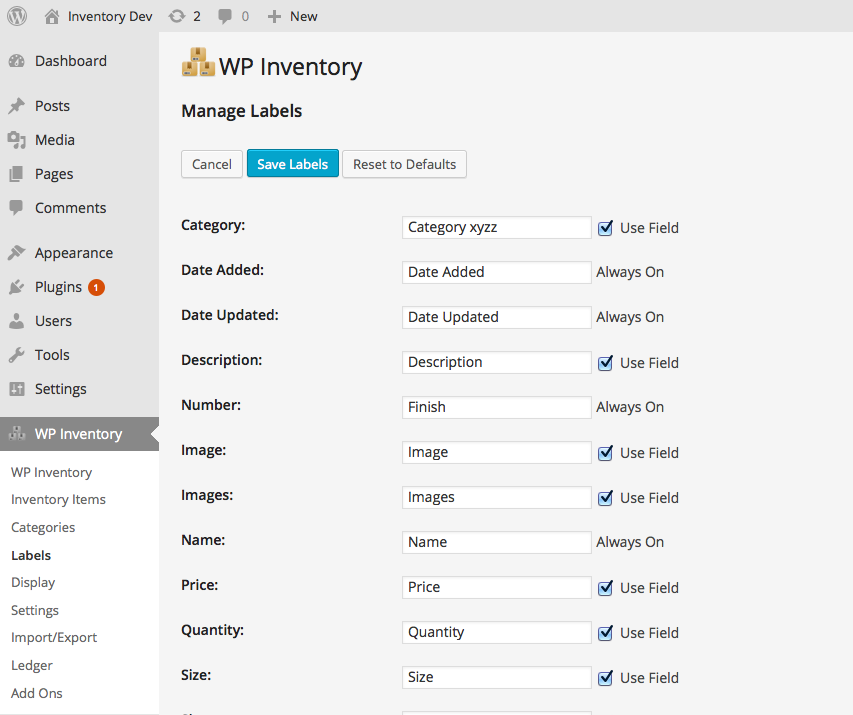 Inventory Dev 2 0 New
Dashboard
Posts
Media
Pages
Comments
Appearance
Plugins 1
Users
Tools
Settings
WP Inventory
WP Inventory
Inventory Items
Categories
Labels
Display
Settings
Import/Export
Ledger
Add Ons
WP Inventory
Manage Labels
Cancel Save Labels Reset to Defaults
Category: Category xyzz Use Field
Date Added: Date Added Always On
Date Updated: Date Updated Always On
Description: Description Use Field
Number: Finish Always On
Image: Image Use Field
Images: Images Use Field
Name: Name Always On
Price: Price Use Field
Quantity: Quantity Use Field
Size: Size Use Field